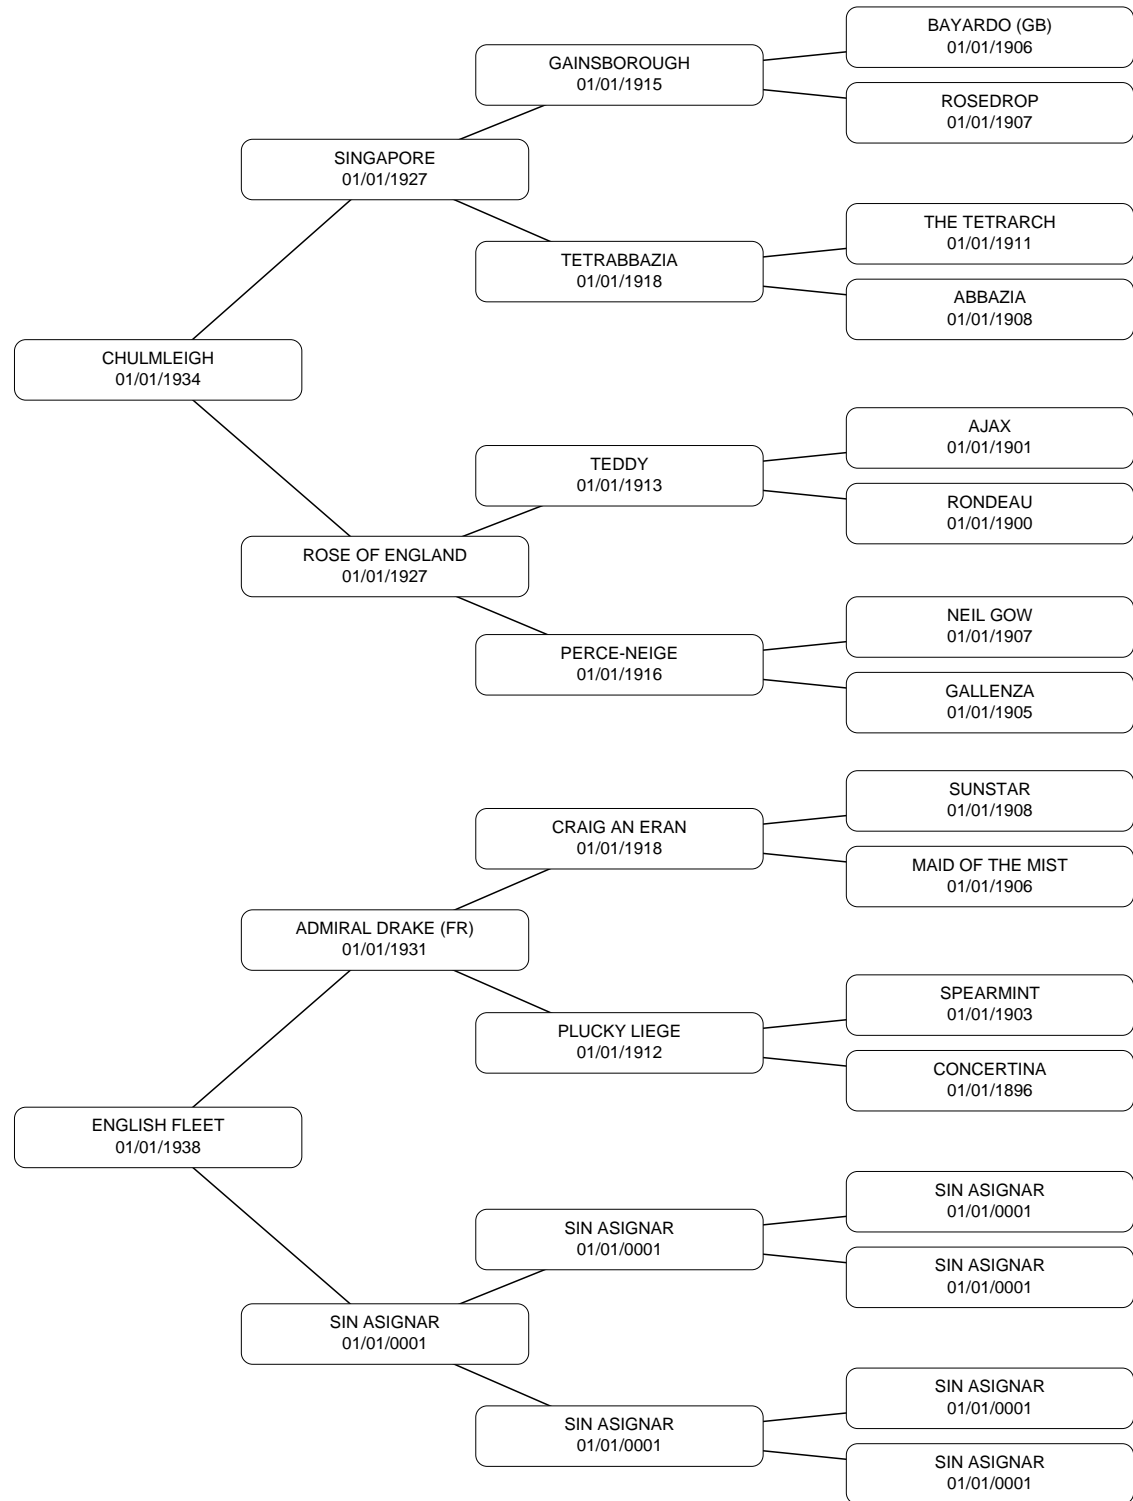 BAYARDO (GB)
01/01/1906
GAINSBOROUGH
01/01/1915
ROSEDROP
01/01/1907
SINGAPORE
01/01/1927
THE TETRARCH
01/01/1911
TETRABBAZIA
01/01/1918
ABBAZIA
01/01/1908
CHULMLEIGH
01/01/1934
AJAX
01/01/1901
TEDDY
01/01/1913
RONDEAU
01/01/1900
ROSE OF ENGLAND
01/01/1927
NEIL GOW
01/01/1907
PERCE-NEIGE
01/01/1916
GALLENZA
01/01/1905
SUNSTAR
01/01/1908
CRAIG AN ERAN
01/01/1918
MAID OF THE MIST
01/01/1906
ADMIRAL DRAKE (FR)
01/01/1931
SPEARMINT
01/01/1903
PLUCKY LIEGE
01/01/1912
CONCERTINA
01/01/1896
ENGLISH FLEET
01/01/1938
SIN ASIGNAR
01/01/0001
SIN ASIGNAR
01/01/0001
SIN ASIGNAR
01/01/0001
SIN ASIGNAR
01/01/0001
SIN ASIGNAR
01/01/0001
SIN ASIGNAR
01/01/0001
SIN ASIGNAR
01/01/0001